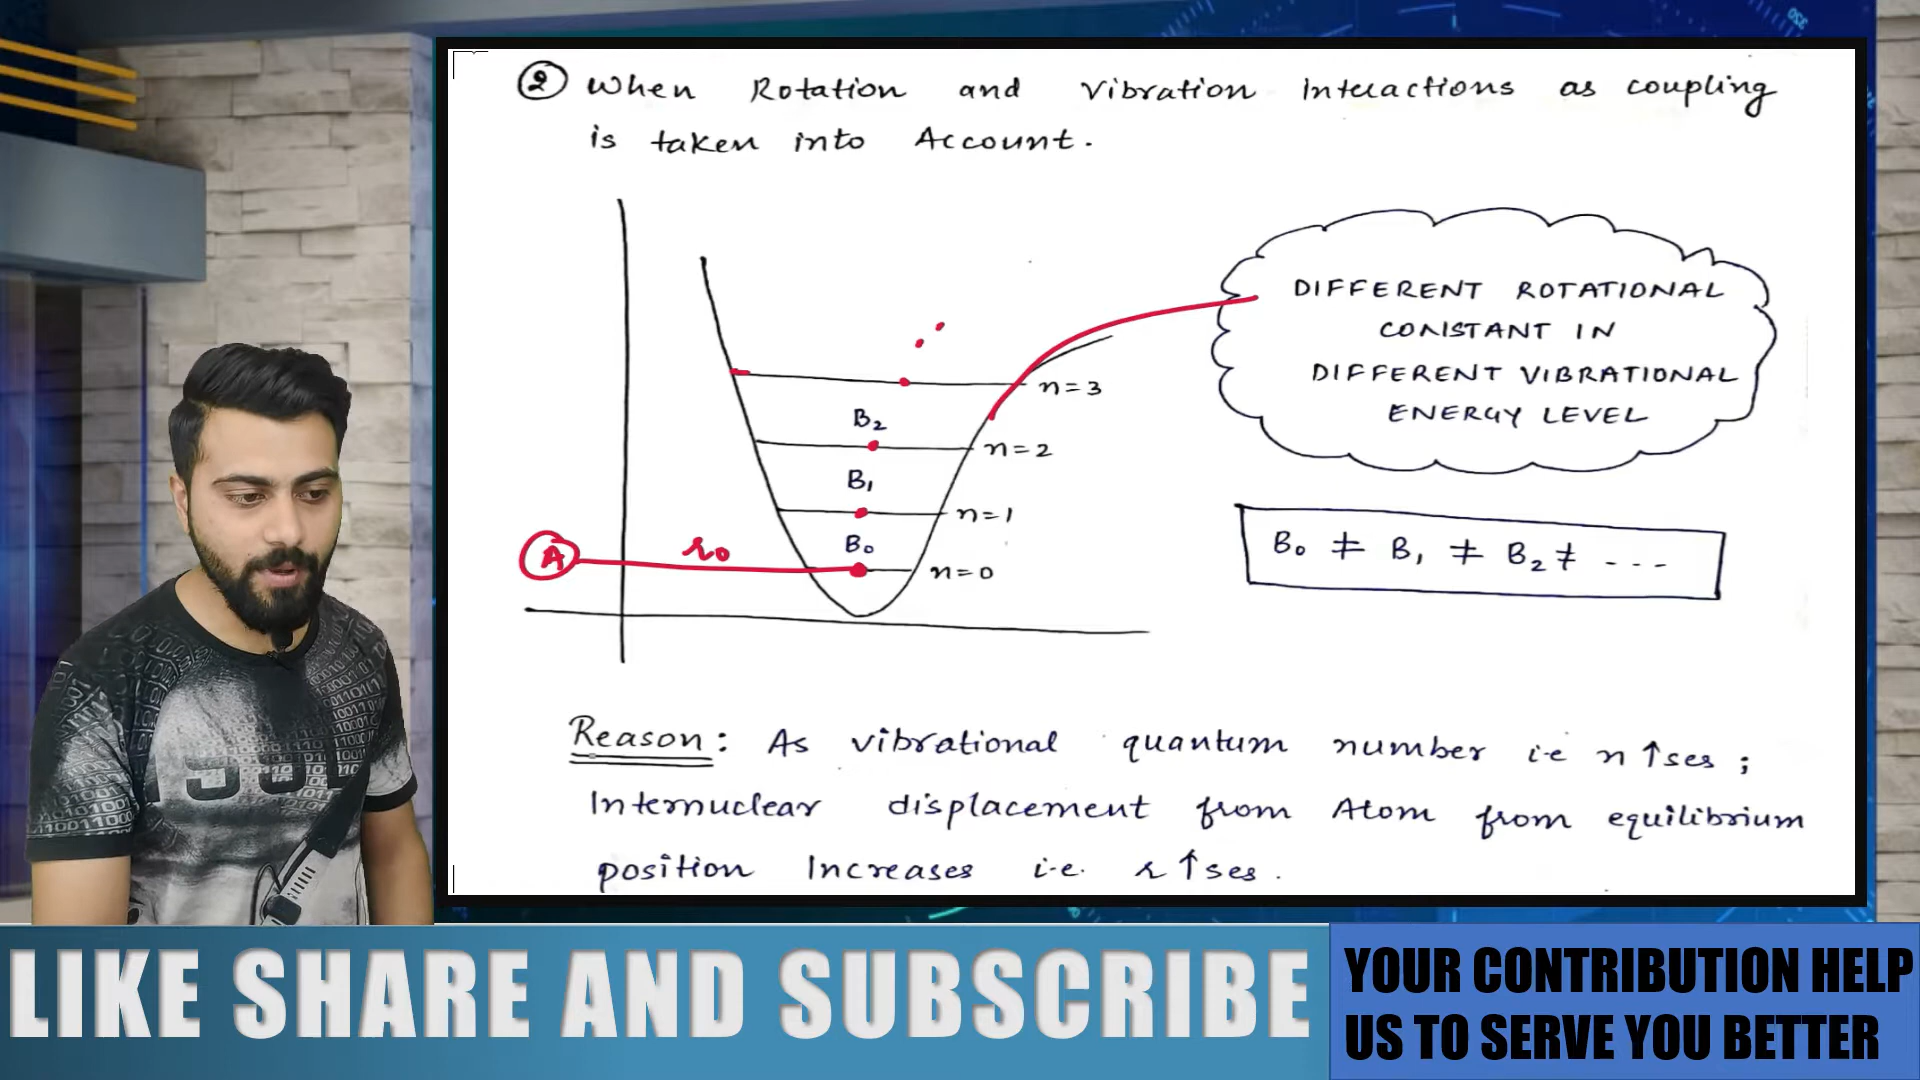 ② When Rotation and Vibration Interactions as coupling
is taken into Account.
DIFFERENT ROTATIONAL
CONSTANT IN
DIFFERENT VIBRATIONAL
ENERGY LEVEL
n=3
B₂
n=2
B₁
n=1
B₀
n=0
A
r₀
B₀ ≠ B₁ ≠ B₂ ≠ ---
Reason: As vibrational quantum number i.e n↑ses;
Internuclear displacement from Atom from equilibrium
position Increases i.e. r↑ses.
LIKE SHARE AND SUBSCRIBE
YOUR CONTRIBUTION HELP
US TO SERVE YOU BETTER